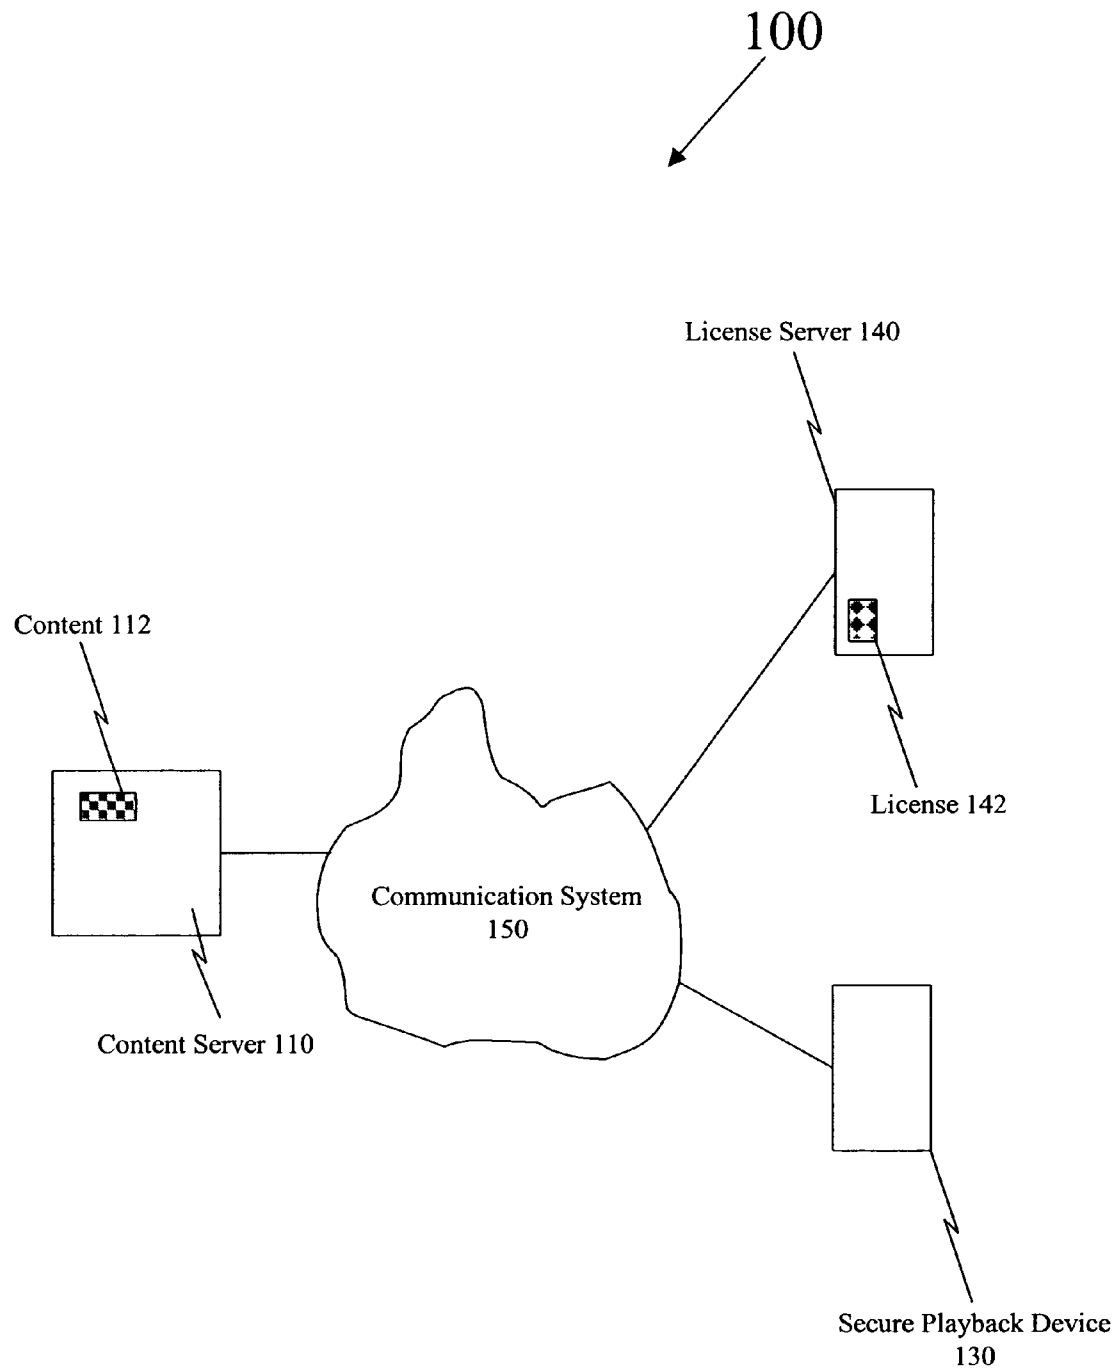 100
License Server 140
Content 112
License 142
Communication System
150
Content Server 110
Secure Playback Device
130